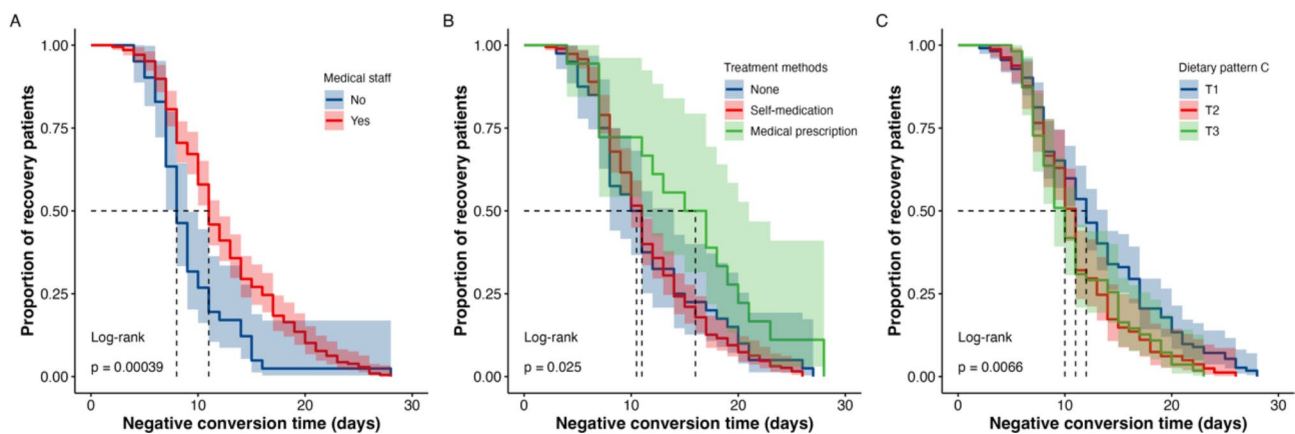 A
Proportion of recovery patients
1.00
0.75
0.50
0.25
0.00
Medical staff
No
Yes
Log-rank
p = 0.00039
0
10
20
30
Negative conversion time (days)
B
Proportion of recovery patients
1.00
0.75
0.50
0.25
0.00
Treatment methods
None
Self-medication
Medical prescription
Log-rank
p = 0.025
0
10
20
30
Negative conversion time (days)
C
Proportion of recovery patients
1.00
0.75
0.50
0.25
0.00
Dietary pattern C
T1
T2
T3
Log-rank
p = 0.0066
0
10
20
30
Negative conversion time (days)